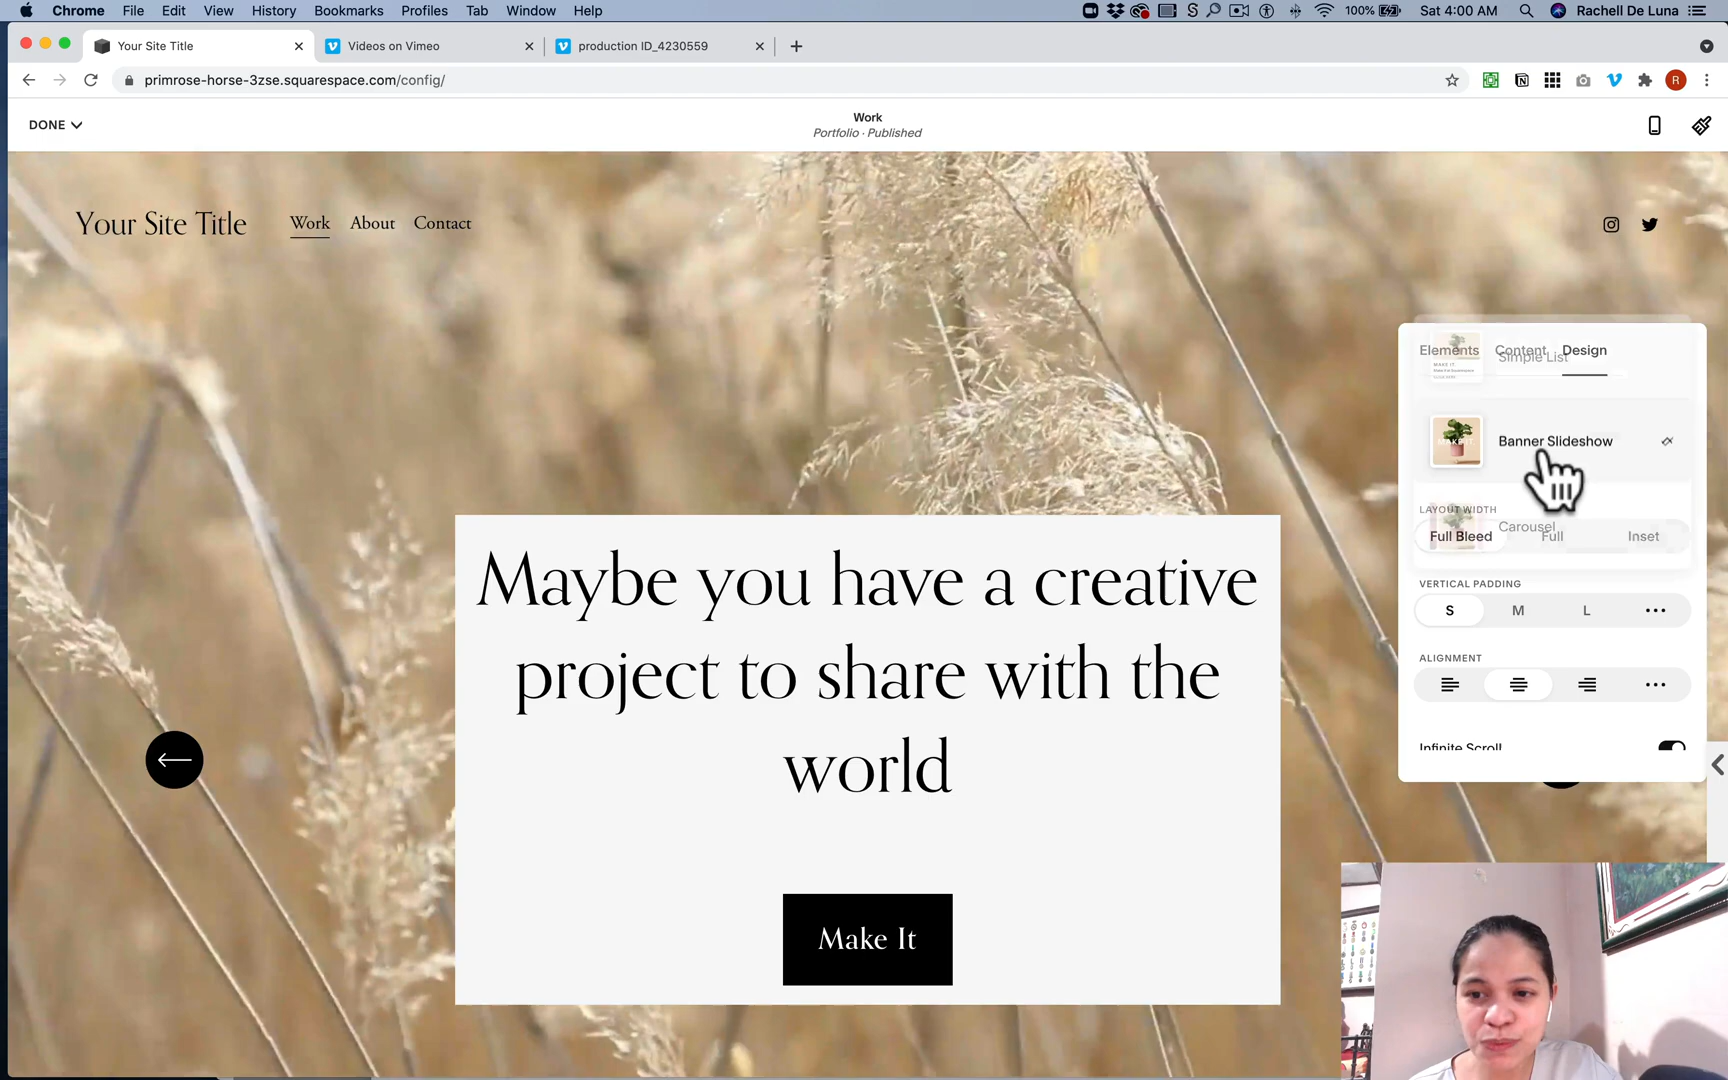 Chrome File Edit View History Bookmarks Profiles Tab Window Help
100% Sat 4:00 AM Rachell De Luna
Your Site Title
Videos on Vimeo
production ID_4230559
primrose-horse-3zse.squarespace.com/config/
R
DONE
Work
Portfolio · Published
Your Site Title
Work About Contact
Elements Content Design
Simple List
Banner Slideshow
LAYOUT WIDTH
Carousel
Full Bleed Full Inset
VERTICAL PADDING
S M L
ALIGNMENT
Infinite Scroll
Maybe you have a creative
project to share with the
world
Make It